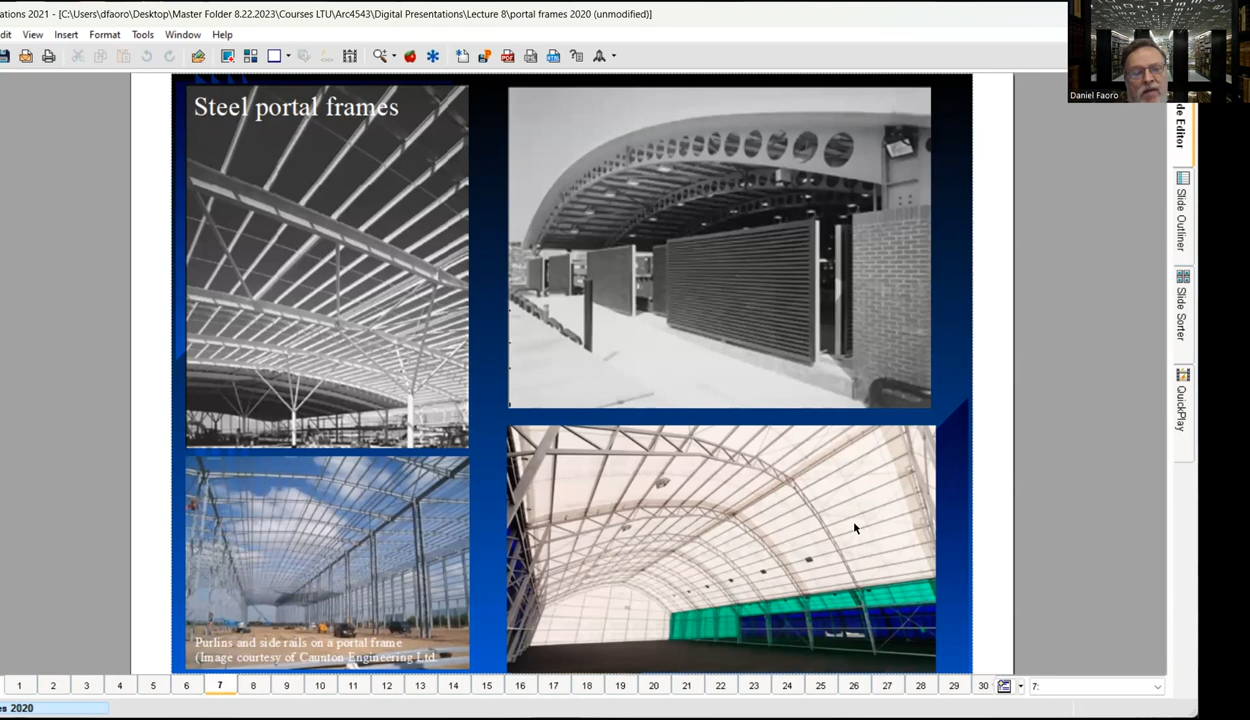 ations 2021 - [C:\Users\dfaoro\Desktop\Master Folder 8.22.2023\Courses LTU\Arc4543\Digital Presentations\Lecture 8\portal frames 2020 (unmodified)]
dit View Insert Format Tools Window Help
Daniel Faoro
Steel portal frames
Purlins and side rails on a portal frame
(Image courtesy of Caunton Engineering Ltd
de Editor
Slide Outliner
Slide Sorter
QuickPlay
1 2 3 4 5 6 7 8 9 10 11 12 13 14 15 16 17 18 19 20 21 22 23 24 25 26 27 28 29 30 7:
es 2020